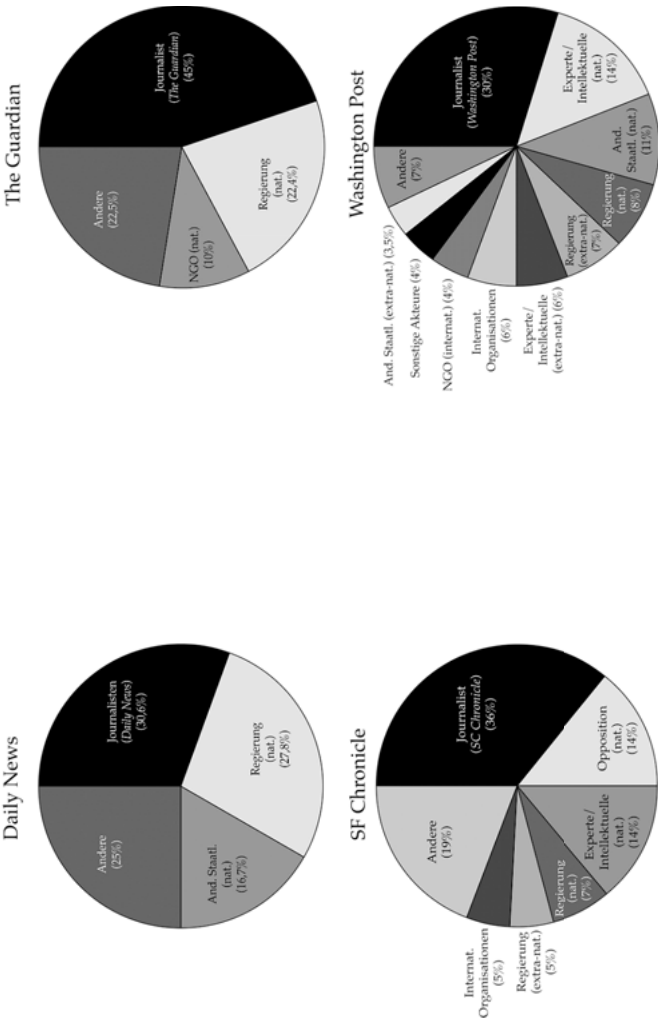 Daily News
Journalisten
(Daily News)
(30,6%)
Regierung
(nat.)
(27,8%)
And. Staatl.
(nat.)
(16,7%)
Andere
(25%)
The Guardian
Journalist
(The Guardian)
(45%)
Regierung
(nat.)
(22,4%)
NGO (nat.)
(10%)
Andere
(22,5%)
SF Chronicle
Journalist
(SC Chronicle)
(36%)
Opposition
(nat.)
(14%)
Experte/
Intellektuelle
(nat.)
(14%)
Regierung
(nat.)
(7%)
Regierung
(extra-nat.)
(5%)
Internat.
Organisationen
(5%)
Andere
(19%)
Washington Post
Journalist
(Washington Post)
(30%)
Experte/
Intellektuelle
(nat.)
(14%)
And.
Staatl. (nat.)
(11%)
Regierung
(nat.)
(8%)
Regierung
(extra-nat.)
(7%)
Experte/
Intellektuelle
(extra-nat.) (6%)
Internat.
Organisationen
(6%)
NGO (internat.) (4%)
Sonstige Akteure (4%)
And. Staatl. (extra-nat.) (3,5%)
Andere
(7%)